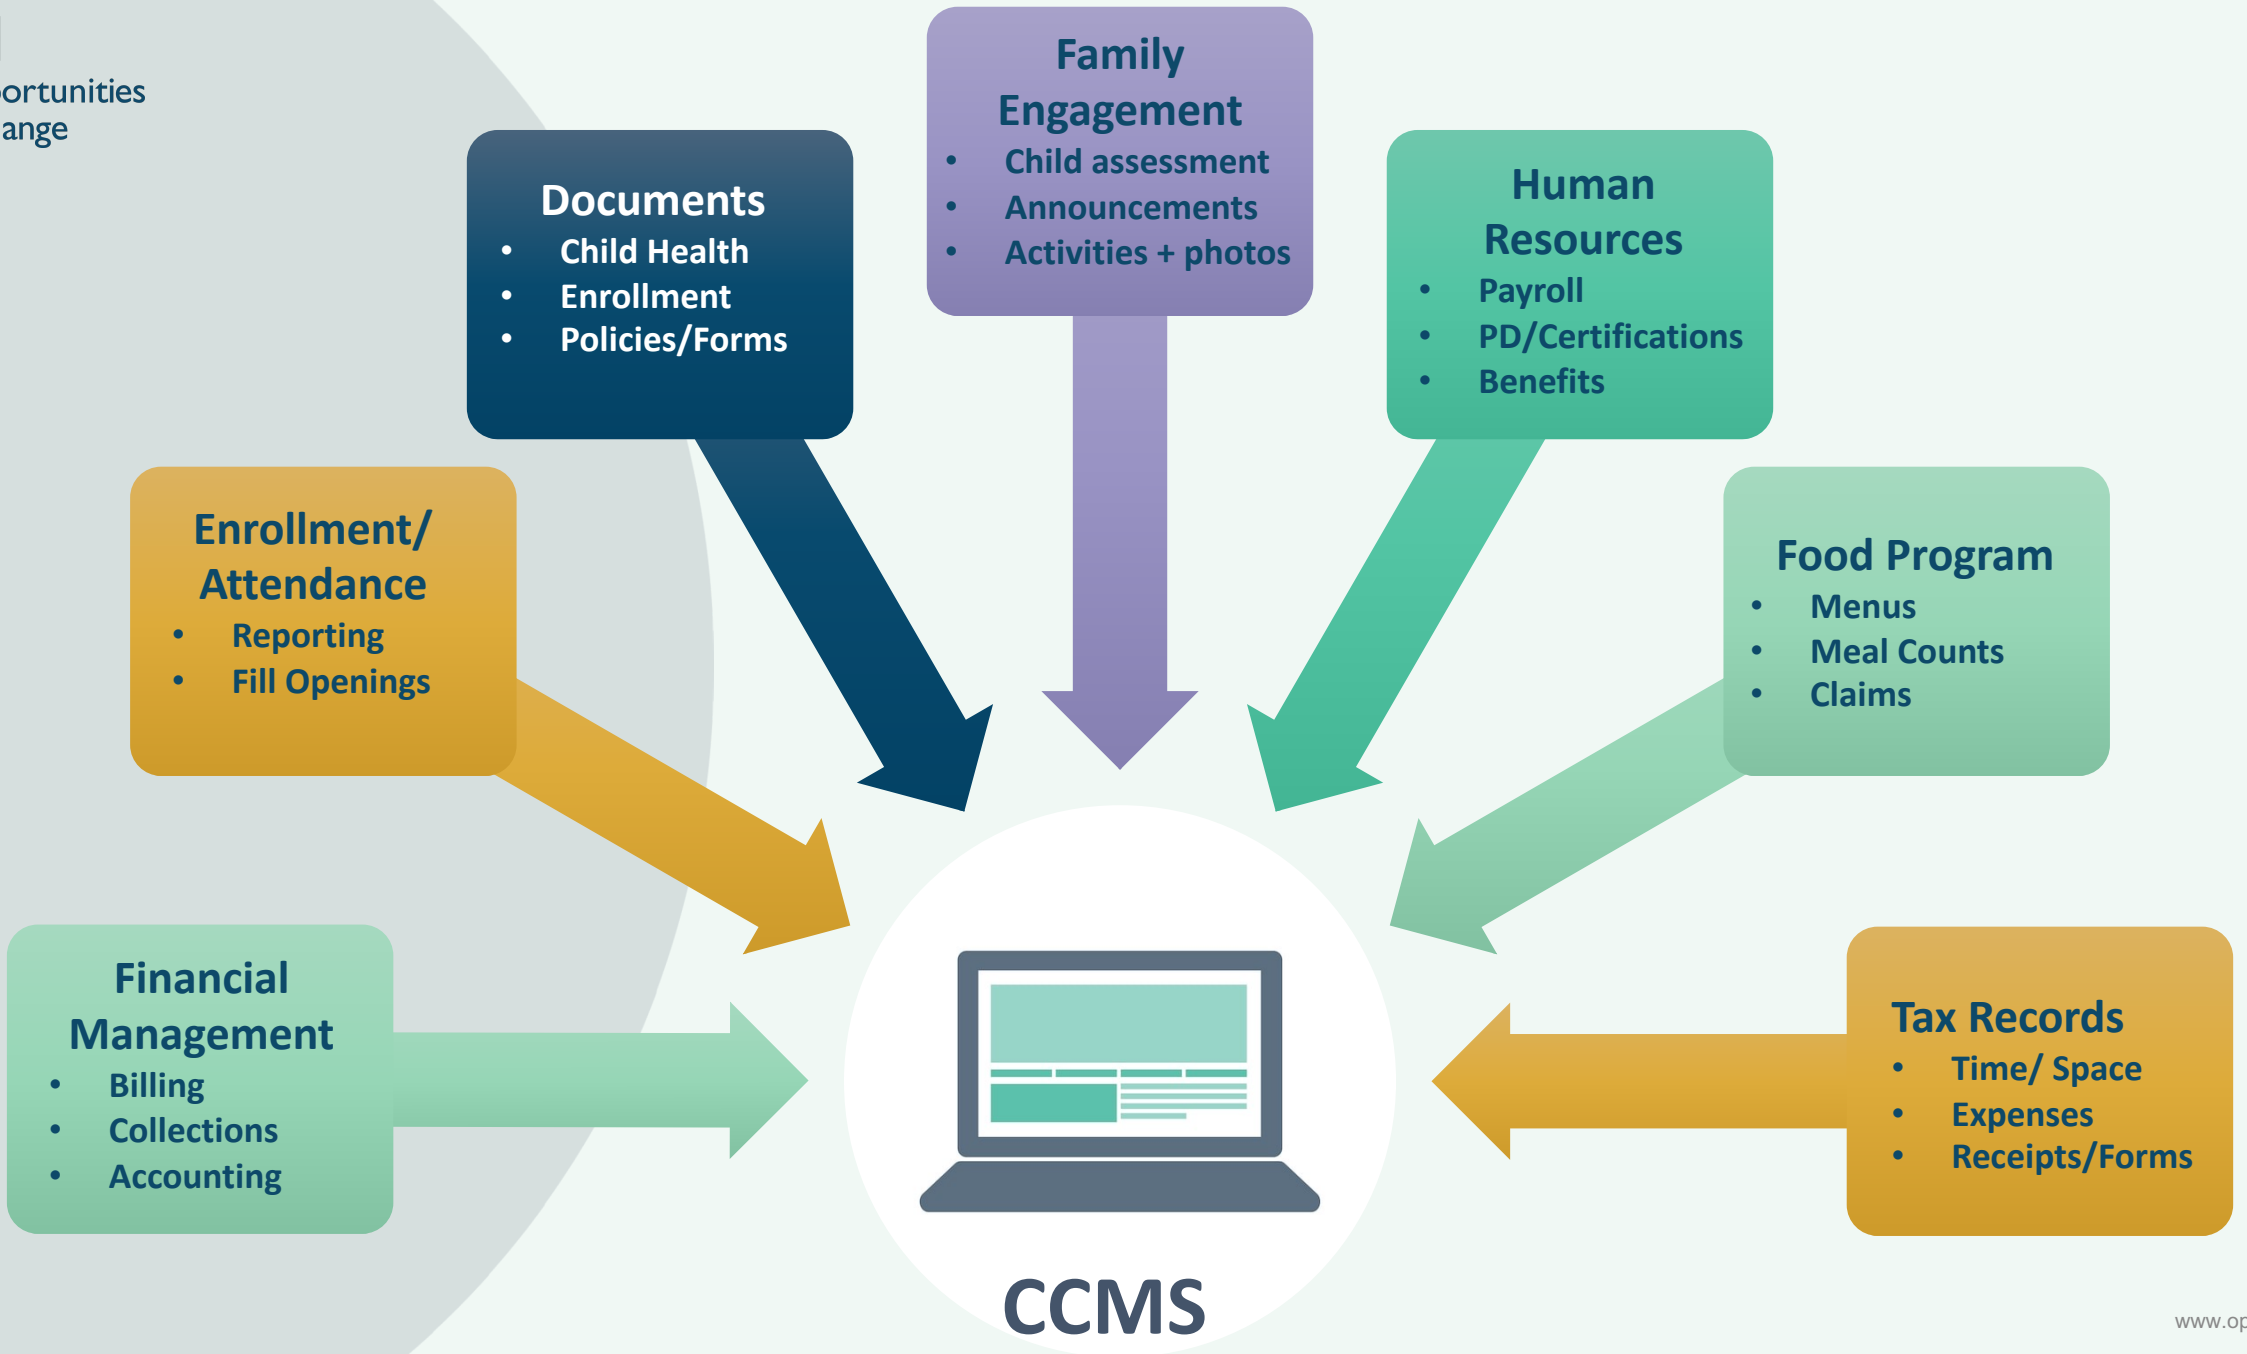 ortunities
ange
Family
Engagement
• Child assessment
• Announcements
• Activities + photos
Documents
• Child Health
• Enrollment
• Policies/Forms
Human
Resources
• Payroll
• PD/Certifications
• Benefits
Enrollment/
Attendance
• Reporting
• Fill Openings
Food Program
• Menus
• Meal Counts
• Claims
Financial
Management
• Billing
• Collections
• Accounting
Tax Records
• Time/ Space
• Expenses
• Receipts/Forms
CCMS
www.op